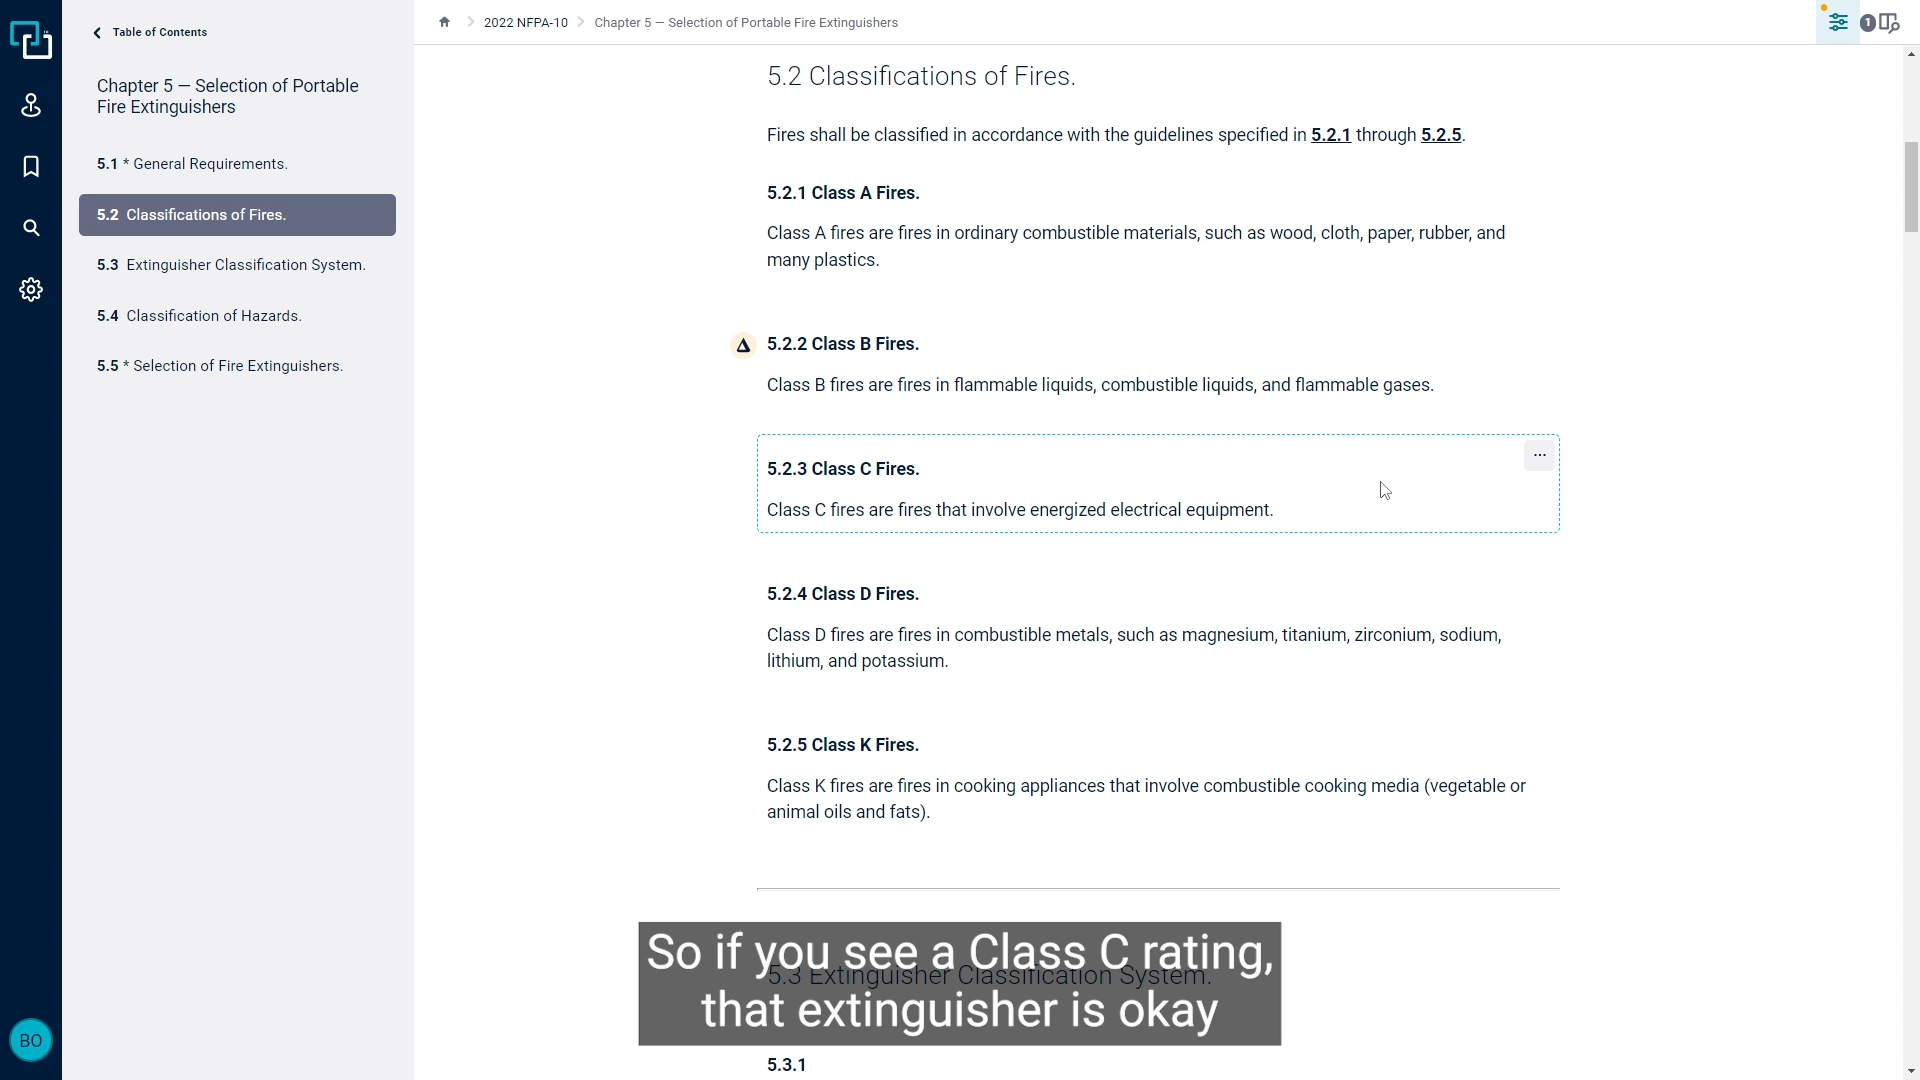 Table of Contents
Chapter 5 — Selection of Portable
Fire Extinguishers
5.1 * General Requirements.
5.2 Classifications of Fires.
5.3 Extinguisher Classification System.
5.4 Classification of Hazards.
5.5 * Selection of Fire Extinguishers.
BO
2022 NFPA-10 > Chapter 5 — Selection of Portable Fire Extinguishers
1
5.2 Classifications of Fires.
Fires shall be classified in accordance with the guidelines specified in 5.2.1 through 5.2.5.
5.2.1 Class A Fires.
Class A fires are fires in ordinary combustible materials, such as wood, cloth, paper, rubber, and
many plastics.
5.2.2 Class B Fires.
Class B fires are fires in flammable liquids, combustible liquids, and flammable gases.
5.2.3 Class C Fires.
Class C fires are fires that involve energized electrical equipment.
5.2.4 Class D Fires.
Class D fires are fires in combustible metals, such as magnesium, titanium, zirconium, sodium,
lithium, and potassium.
5.2.5 Class K Fires.
Class K fires are fires in cooking appliances that involve combustible cooking media (vegetable or
animal oils and fats).
So if you see a Class C rating,
5.3 Extinguisher Classification System.
that extinguisher is okay
5.3.1